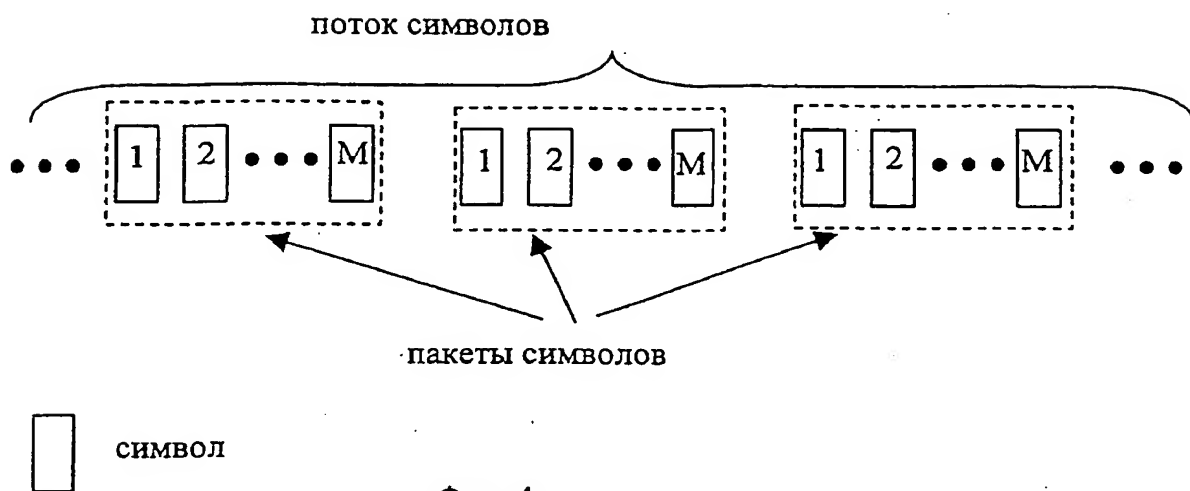 поток символов
••• 1 2 ••• М 1 2 ••• М 1 2 ••• М •••
пакеты символов
символ